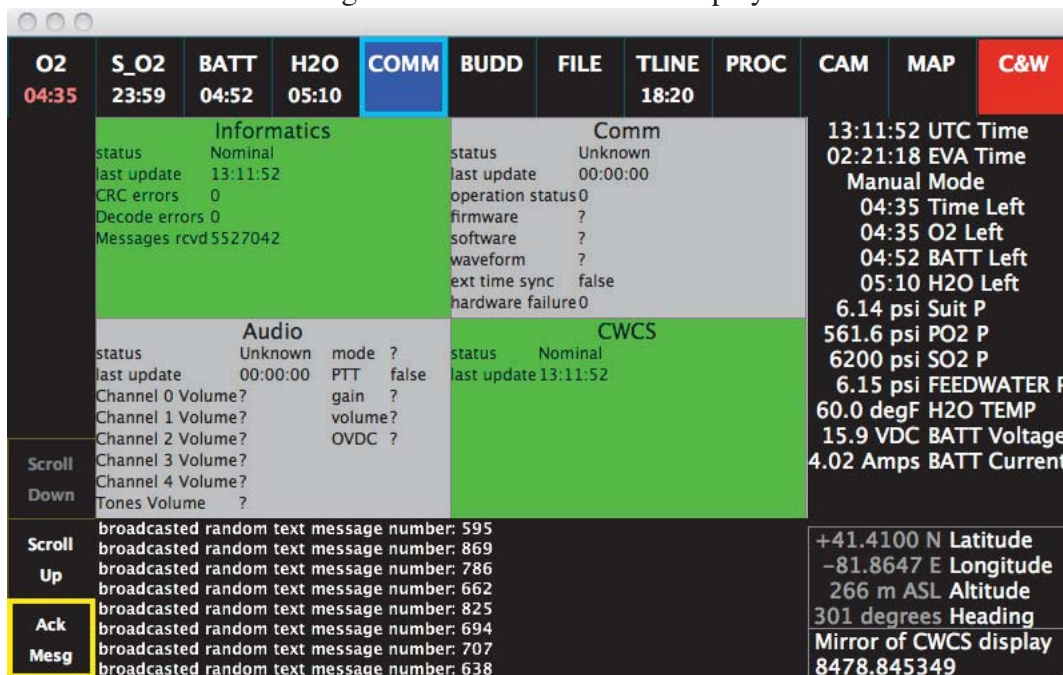 O2 S_O2 BATT H2O COMM BUDD FILE TLINE PROC CAM MAP C&W
04:35 23:59 04:52 05:10 18:20
Informatics
status Nominal
last update 13:11:52
CRC errors 0
Decode errors 0
Messages rcvd 5527042
Comm
status Unknown
last update 00:00:00
operation status 0
firmware ?
software ?
waveform ?
ext time sync false
hardware failure 0
Audio
status Unknown mode ?
last update 00:00:00 PTT false
Channel 0 Volume ? gain ?
Channel 1 Volume ? volume ?
Channel 2 Volume ? OVDC ?
Channel 3 Volume ?
Channel 4 Volume ?
Tones Volume ?
CWCS
status Nominal
last update 13:11:52
13:11:52 UTC Time
02:21:18 EVA Time
Manual Mode
04:35 Time Left
04:35 O2 Left
04:52 BATT Left
05:10 H2O Left
6.14 psi Suit P
561.6 psi PO2 P
6200 psi SO2 P
6.15 psi FEEDWATER P
60.0 degF H2O TEMP
15.9 VDC BATT Voltage
4.02 Amps BATT Current
Scroll
Down
Scroll
Up
Ack
Mesg
broadcasted random text message number: 595
broadcasted random text message number: 869
broadcasted random text message number: 786
broadcasted random text message number: 662
broadcasted random text message number: 825
broadcasted random text message number: 694
broadcasted random text message number: 707
broadcasted random text message number: 638
+41.4100 N Latitude
-81.8647 E Longitude
266 m ASL Altitude
301 degrees Heading
Mirror of CWCS display
8478.845349